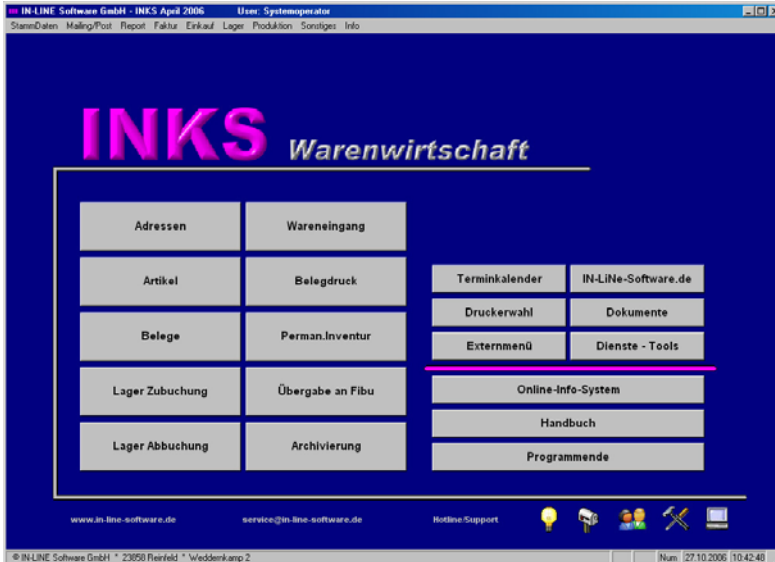 IN-LINE Software GmbH - INKS April 2006 User: Systemoperator
StammDaten Mailing/Post Report Faktur Einkauf Lager Produktion Sonstiges Info
INKS Warenwirtschaft
Adressen Wareneingang
Artikel Belegdruck
Belege Perman.Inventur
Lager Zubuchung Übergabe an Fibu
Lager Abbuchung Archivierung
Terminkalender IN-LiNe-Software.de
Druckerwahl Dokumente
Externmenü Dienste - Tools
Online-Info-System
Handbuch
Programmende
www.in-line-software.de service@in-line-software.de Hotline/Support
© IN-LINE Software GmbH * 23858 Reinfeld * Weddernkamp 2 Num 27.10.2006 10:42:48